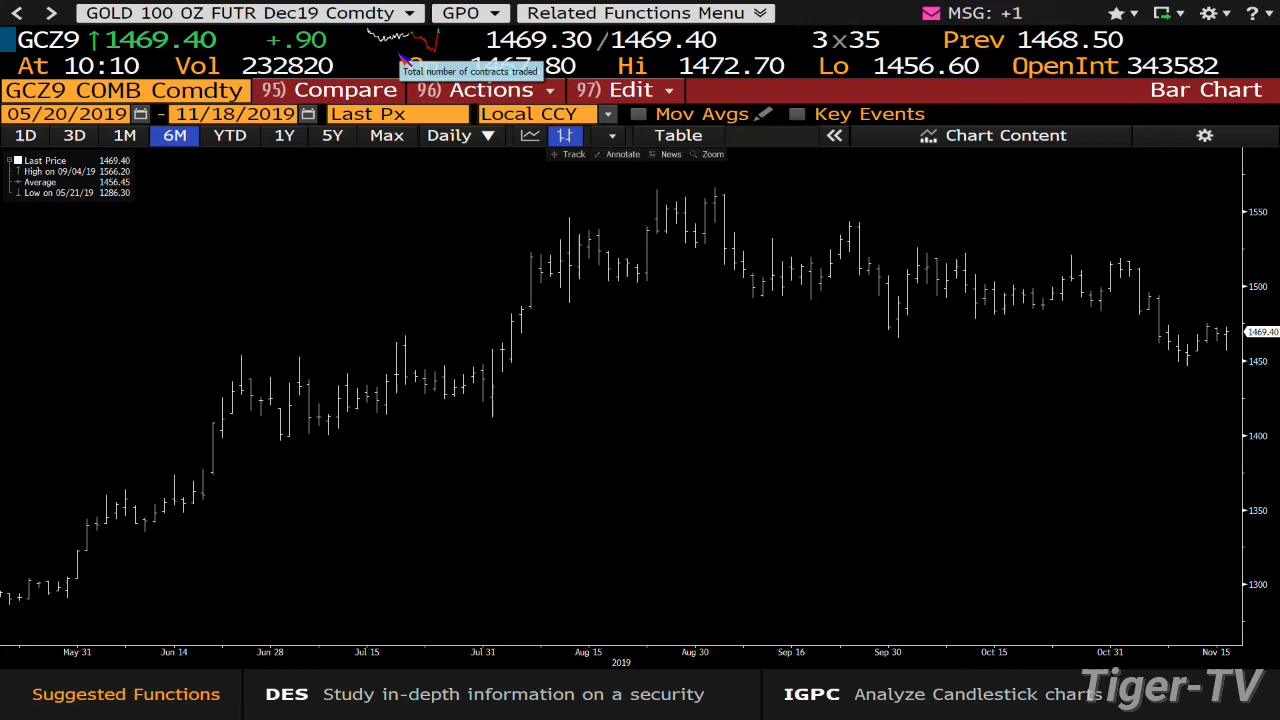 GOLD 100 OZ FUTR Dec19 Comdty GPO Related Functions Menu MSG: +1 ?
GCZ9 ↑1469.40 +.90 1469.30/1469.40 3x35 Prev 1468.50
At 10:10 Vol 232820 67.80 Hi 1472.70 Lo 1456.60 OpenInt 343582
Total number of contracts traded.
GCZ9 COMB Comdty 95) Compare 96) Actions 97) Edit Bar Chart
05/20/2019 - 11/18/2019 Last Px Local CCY Mov Avgs Key Events
1D 3D 1M 6M YTD 1Y 5Y Max Daily ▼ Table « Chart Content
Track Annotate News Zoom
Last Price 1469.40
High on 09/04/19 1566.20
Average 1456.45
Low on 05/21/19 1286.30
1550
1500
1469.40
1450
1400
1350
1300
May 31 Jun 14 Jun 28 Jul 15 Jul 31 Aug 15 Aug 30 Sep 16 Sep 30 Oct 15 Oct 31 Nov 15
2019
Suggested Functions DES Study in-depth information on a security IGPC Analyze Candlestick charts
Tiger-TV